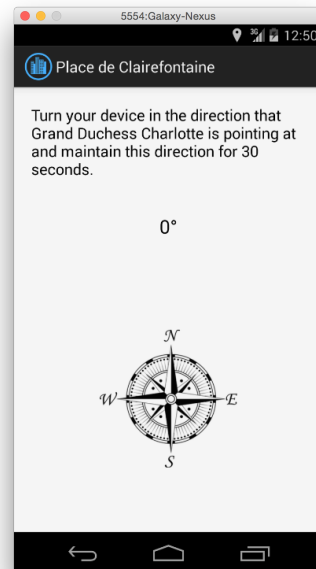 5554:Galaxy-Nexus
3G 12:50
Place de Clairefontaine
Turn your device in the direction that
Grand Duchess Charlotte is pointing at
and maintain this direction for 30
seconds.
0°
N
W E
S